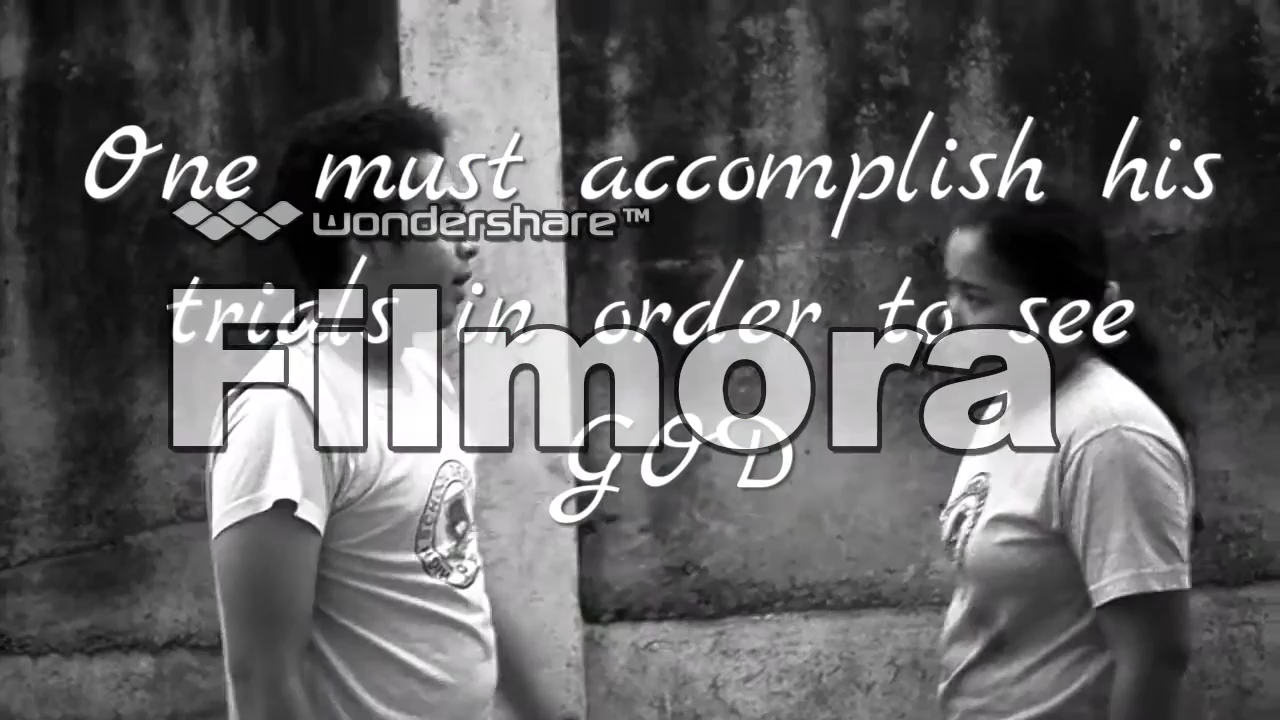 One must accomplish his
wondershare™
trials in order to see
Filmora
GOD